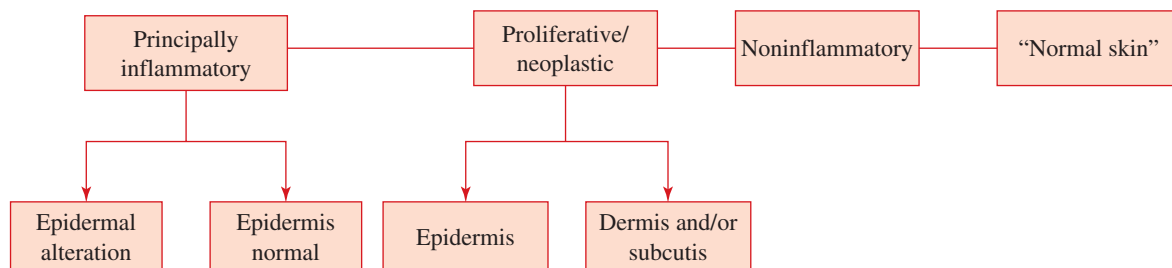 Principally
inflammatory
Proliferative/
neoplastic
Noninflammatory
“Normal skin”
Epidermal
alteration
Epidermis
normal
Epidermis
Dermis and/or
subcutis